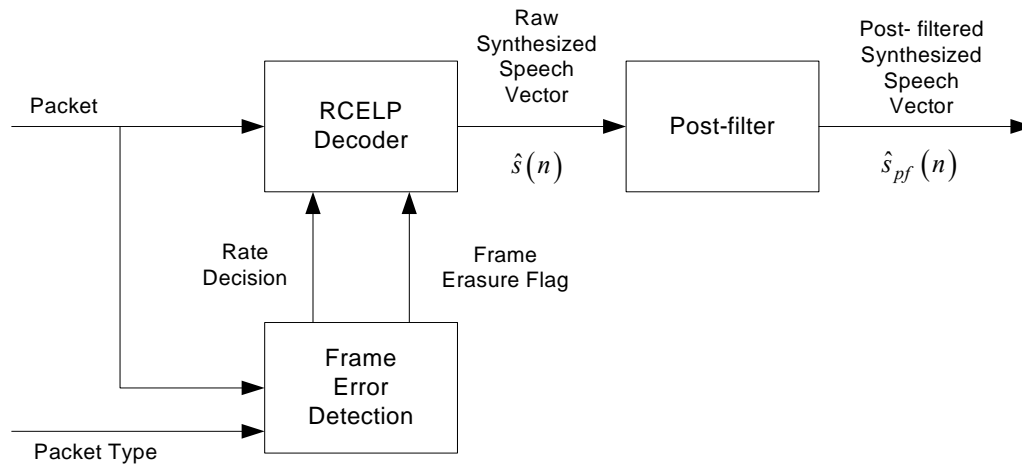 Packet
RCELP
Decoder
Raw
Synthesized
Speech
Vector
ŝ(n)
Post-filter
Post- filtered
Synthesized
Speech
Vector
ŝ_pf(n)
Rate
Decision
Frame
Erasure Flag
Frame
Error
Detection
Packet Type